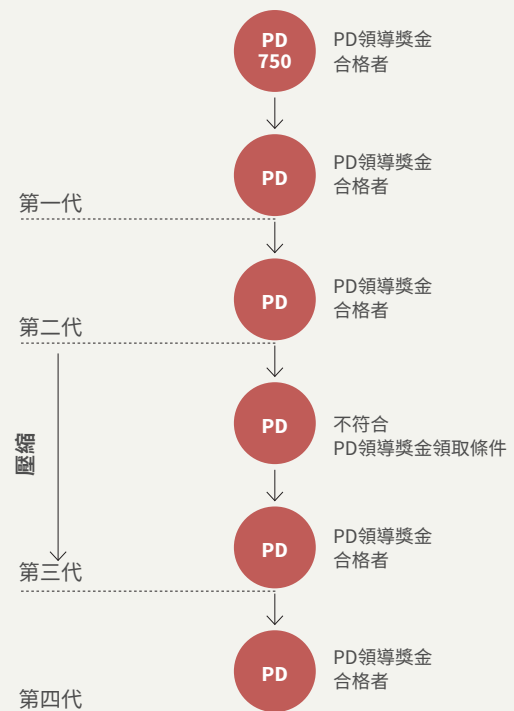 PD
750
PD領導獎金
合格者
PD
PD領導獎金
合格者
第一代
PD
PD領導獎金
合格者
第二代
PD
不符合
PD領導獎金領取條件
壓縮
PD
PD領導獎金
合格者
第三代
PD
PD領導獎金
合格者
第四代